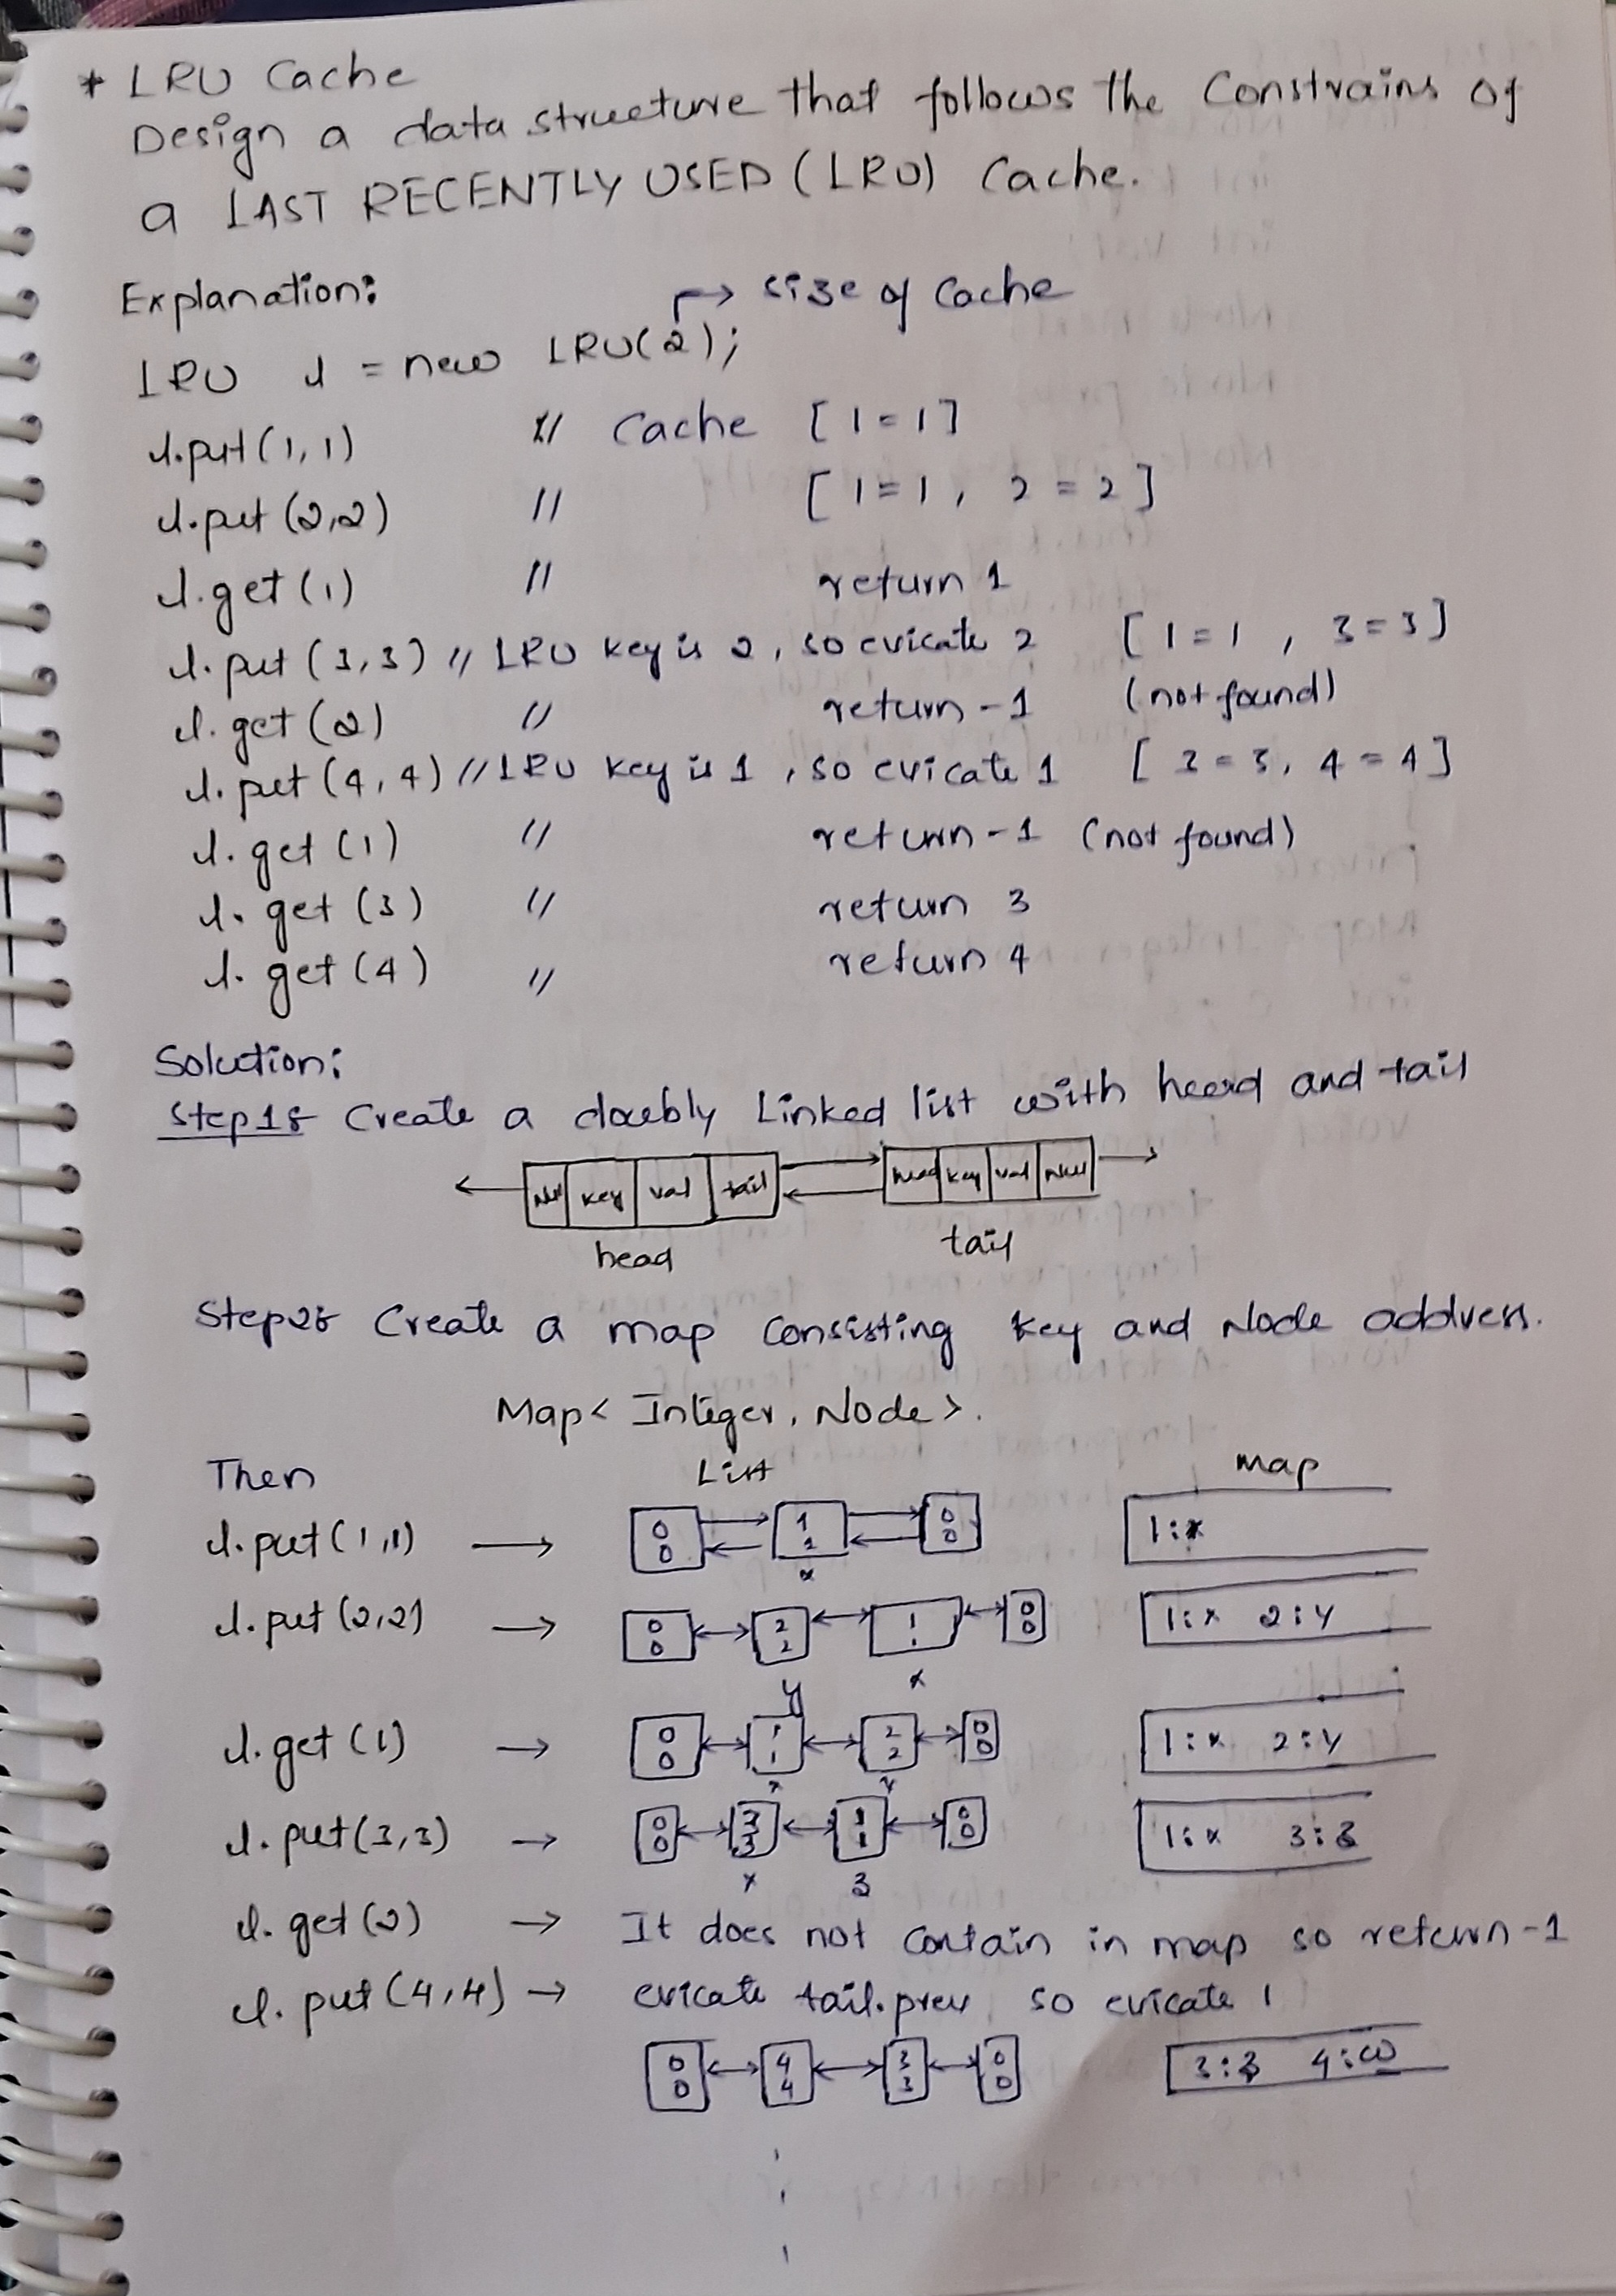 * LRU Cache
Design a data structure that follows the Constrains of
a LAST RECENTLY USED (LRU) Cache.
Explanation:
→ size of Cache
LRU l = new LRU(2);
l.put(1,1) // Cache [1=1]
l.put(2,2) // [1=1, 2=2]
l.get(1) // return 1
l.put(3,3) // LRU key is 2, so evicate 2 [1=1, 3=3]
l.get(2) // return -1 (not found)
l.put(4,4) // LRU key is 1, so evicate 1 [3=3, 4=4]
l.get(1) // return -1 (not found)
l.get(3) // return 3
l.get(4) // return 4
Solution:
Step 1: Create a doubly Linked list with head and tail
Null key val tail head key val Null
head tail
Step 2: Create a map consisting key and Node address.
Map< Integer, Node>.
Then List map
l.put(1,1) → 0 0 1 1 0 0 1:x
x
l.put(2,2) → 0 0 2 2 1 1 0 0 1:x 2:y
y x
l.get(1) → 0 0 1 1 2 2 0 0 1:x 2:y
x y
l.put(3,3) → 0 0 3 3 1 1 0 0 1:x 3:z
x z
l.get(2) → It does not contain in map so return -1
l.put(4,4) → evicate tail.prev, so evicate 1
0 0 4 4 3 3 0 0 3:z 4:w